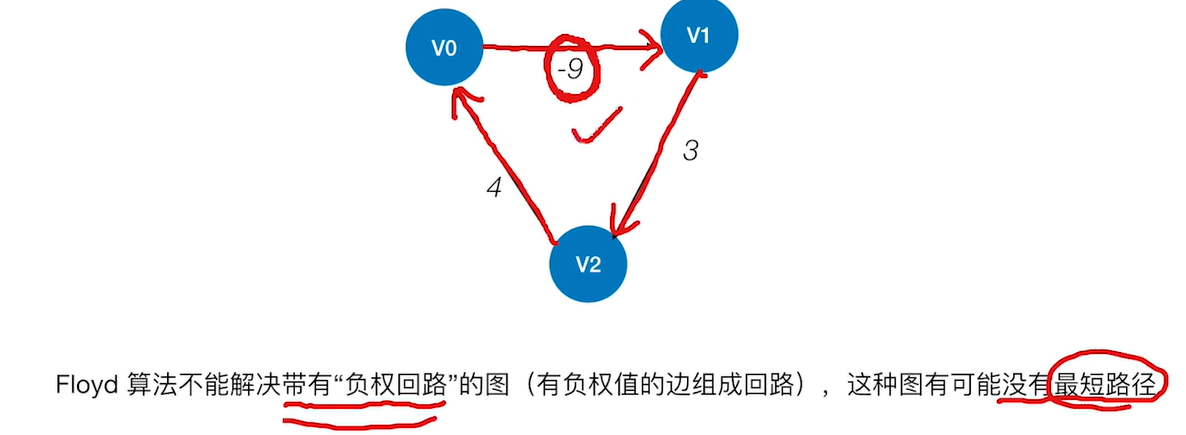 V0
V1
-9
3
4
V2
Floyd 算法不能解决带有“负权回路”的图（有负权值的边组成回路），这种图有可能没有最短路径